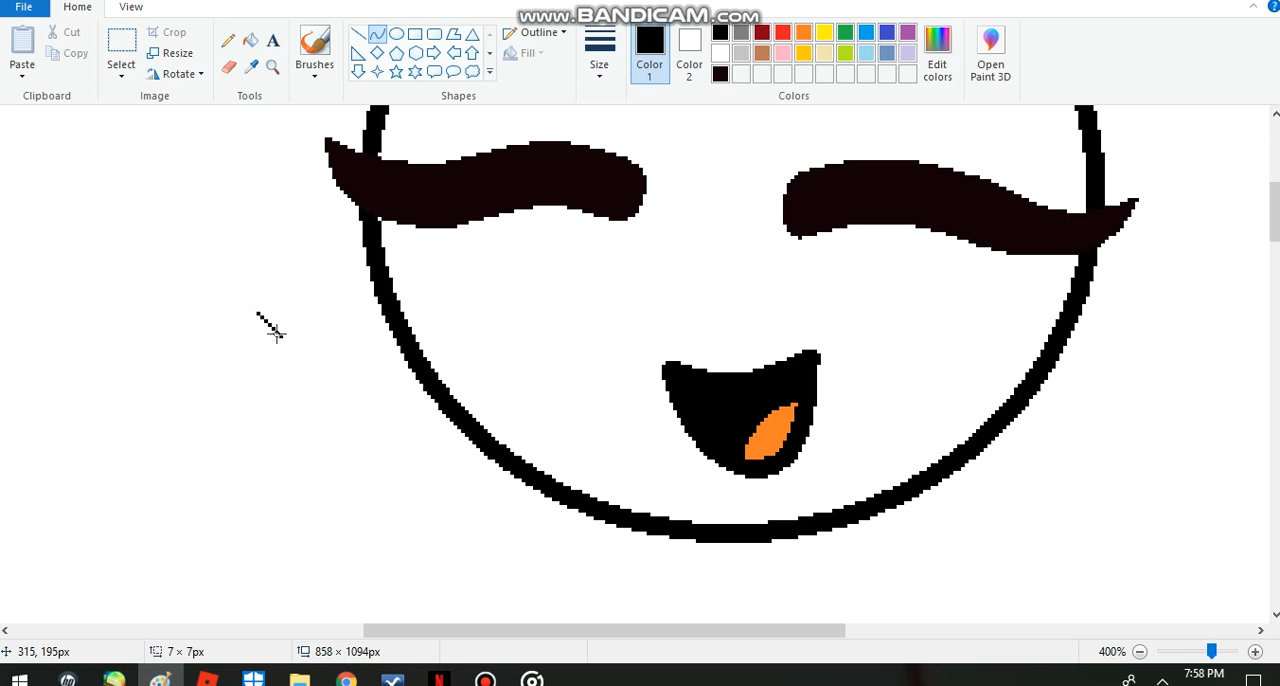 www.BANDICAM.com
File Home View
Paste Cut Copy
Clipboard
Select Crop Resize Rotate
Image
A
Tools
Brushes
Outline Fill
Shapes
Size
Color 1 Color 2
Edit colors
Colors
Open Paint 3D
315, 195px 7 × 7px 858 × 1094px 400%
7:58 PM